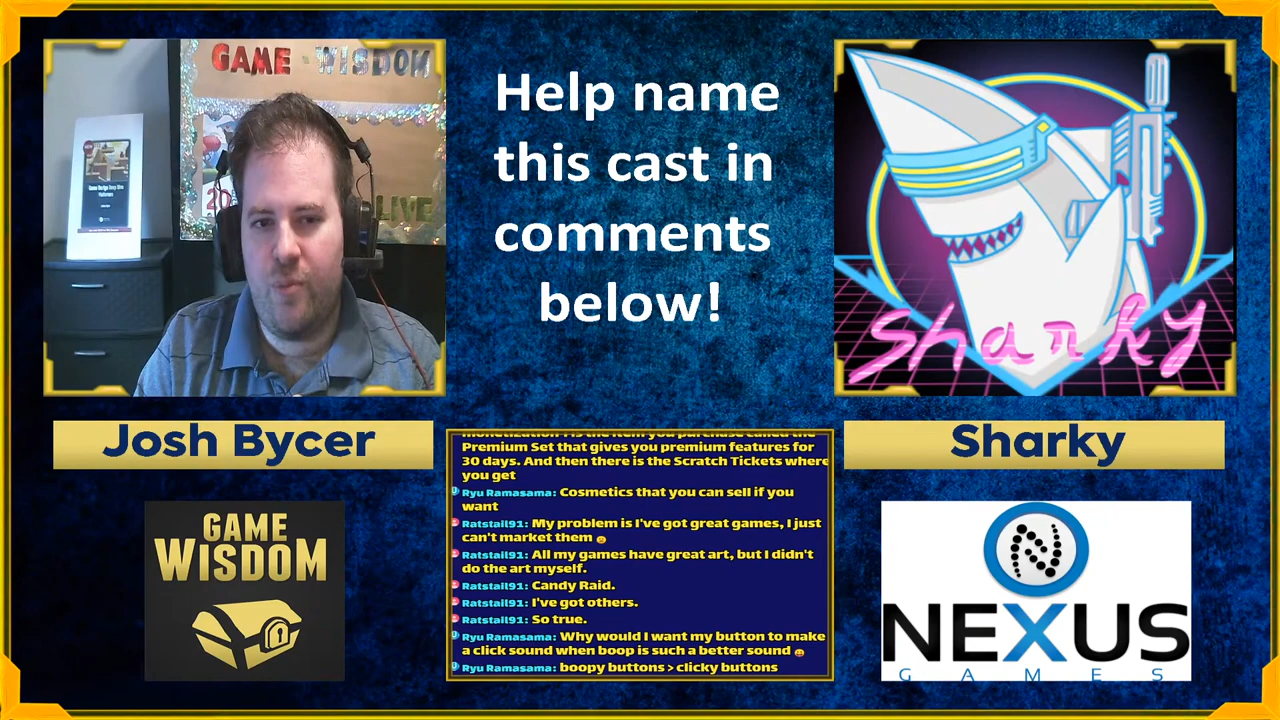 GAME WISDOM
LIVE
20
Help name
this cast in
comments
below!
Sharky
Josh Bycer
Sharky
Premium Set that gives you premium features for
30 days. And then there is the Scratch Tickets where
you get
Ryu Ramasama: Cosmetics that you can sell if you
want
Ratstail91: My problem is I've got great games, I just
can't market them
Ratstail91: All my games have great art, but I didn't
do the art myself.
Ratstail91: Candy Raid.
Ratstail91: I've got others.
Ratstail91: So true.
Ryu Ramasama: Why would I want my button to make
a click sound when boop is such a better sound
Ryu Ramasama: boopy buttons > clicky buttons
GAME
WISDOM
N
NEXUS
GAMES